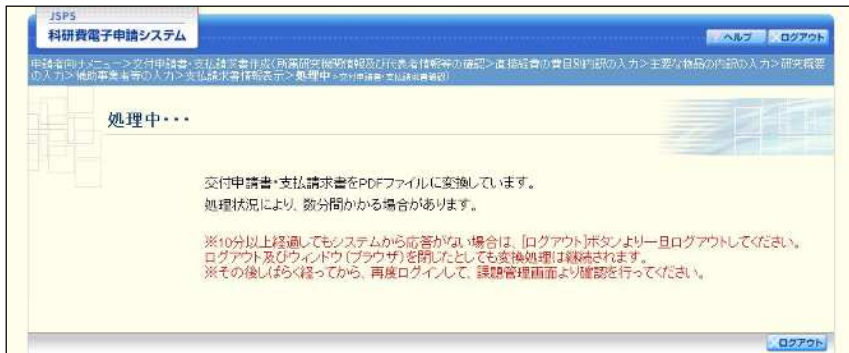 JSPS
科研費電子申請システム
ヘルプ
ログアウト
申請者向けメニュー>交付申請書・支払請求書作成(所属研究機関情報及び代表者情報等の確認>直接経費の費目別内訳の入力>主要な物品の内訳の入力>研究概要
の入力>補助事業者等の入力>支払請求書情報表示>処理中>交付申請書・支払請求書確認)
処理中・・・
交付申請書・支払請求書をPDFファイルに変換しています。
処理状況により、数分間かかる場合があります。
※10分以上経過してもシステムから応答がない場合は、[ログアウト]ボタンより一旦ログアウトしてください。
ログアウト及びウィンドウ(ブラウザ)を閉じたとしても変換処理は継続されます。
※その後しばらく経ってから、再度ログインして、課題管理画面より確認を行ってください。
ログアウト